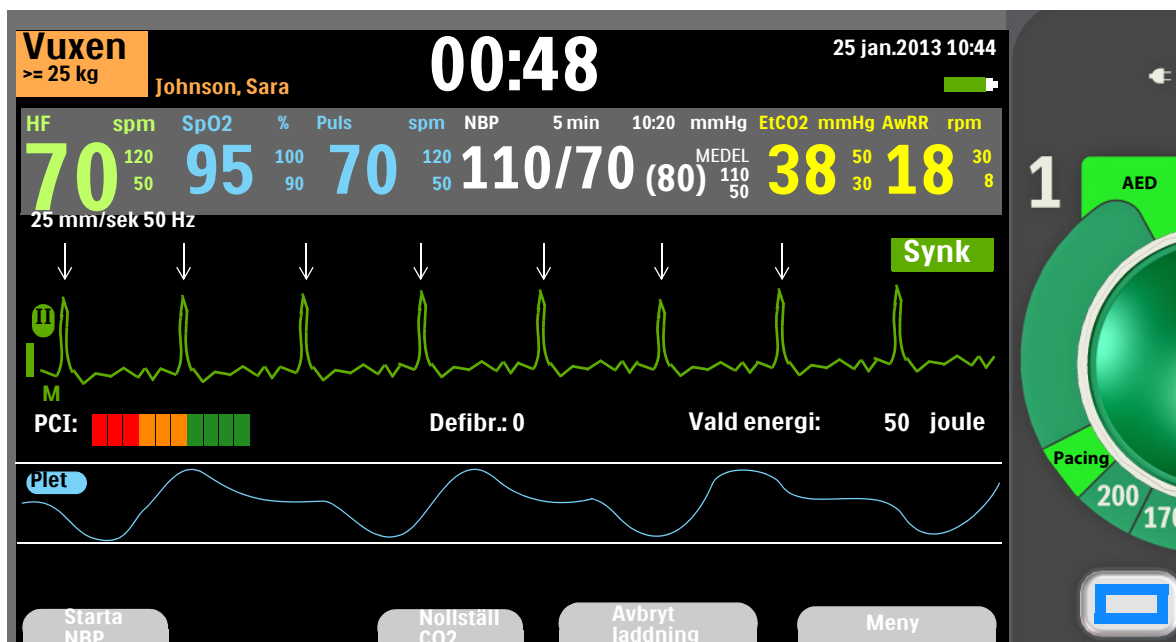 Vuxen
>= 25 kg
Johnson, Sara
00:48
25 jan.2013 10:44
HF spm SpO2 % Puls spm NBP 5 min 10:20 mmHg EtCO2 mmHg AwRR rpm
70 120 50 95 100 90 70 120 50 110/70 (80) MEDEL 110 50 38 50 30 18 30 8
25 mm/sek 50 Hz
Synk
II
M
PCI: Defibr.: 0 Vald energi: 50 joule
Plet
Starta
NBP
Nollställ
CO2
Avbryt
laddning
Meny
1
AED
Pacing
200
170